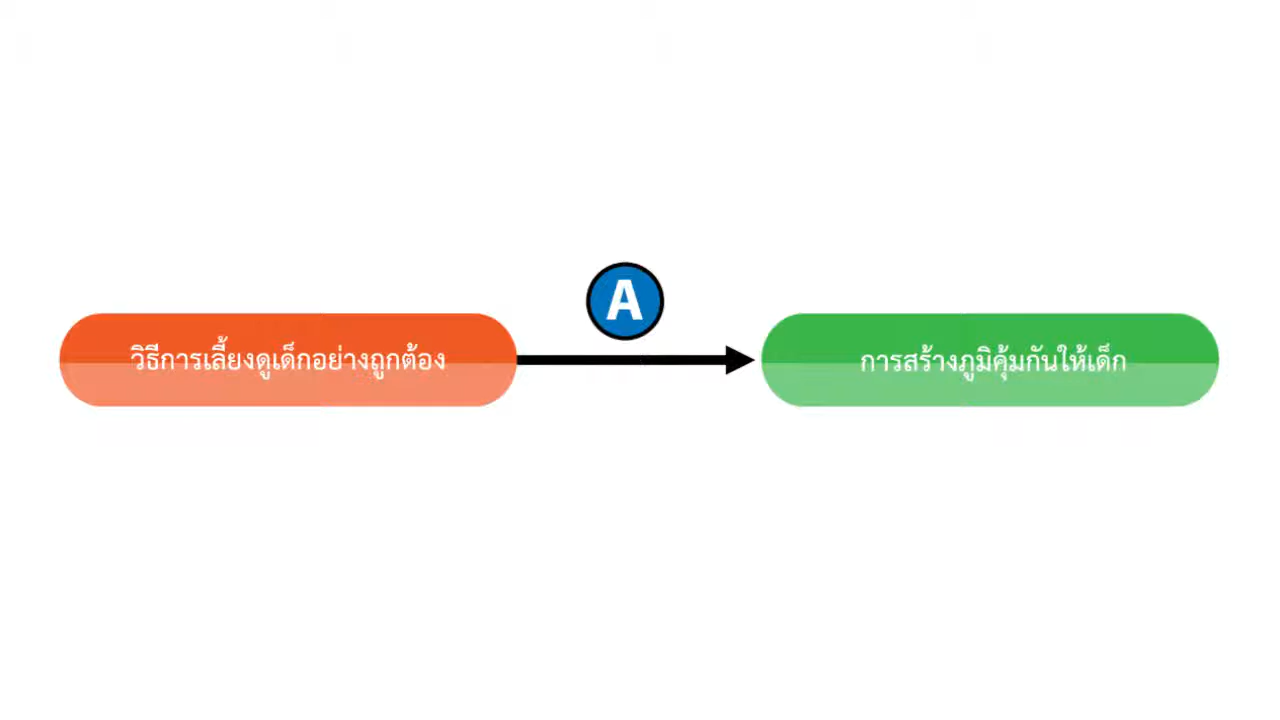 A
วิธีการเลี้ยงดูเด็กอย่างถูกต้อง
การสร้างภูมิคุ้มกันให้เด็ก